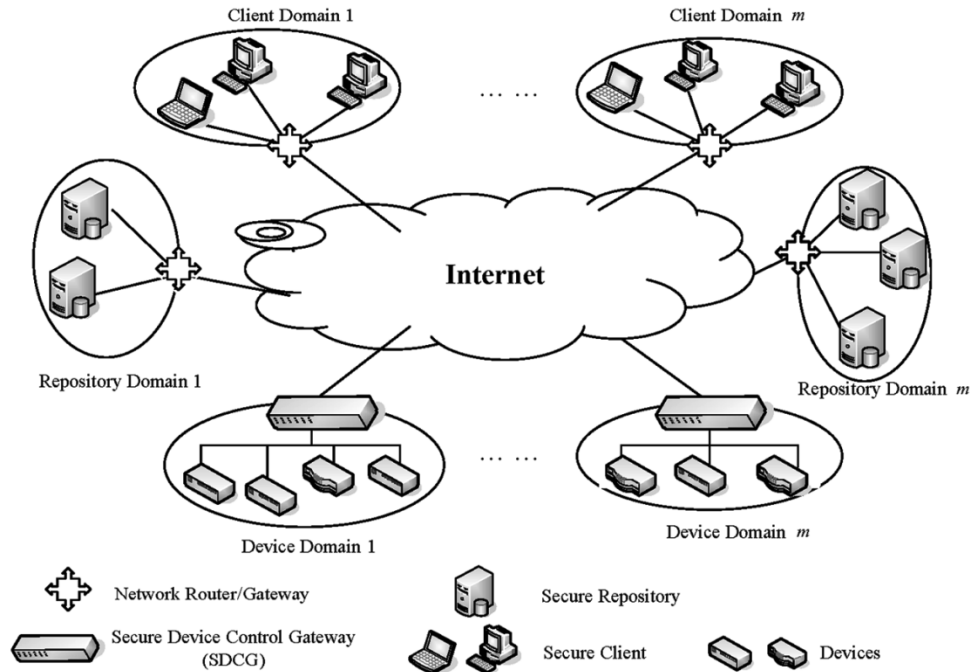 Client Domain 1
Client Domain m
... ...
Internet
Repository Domain 1
Repository Domain m
... ...
Device Domain 1
Device Domain m
Network Router/Gateway
Secure Repository
Secure Device Control Gateway
(SDCG)
Secure Client
Devices